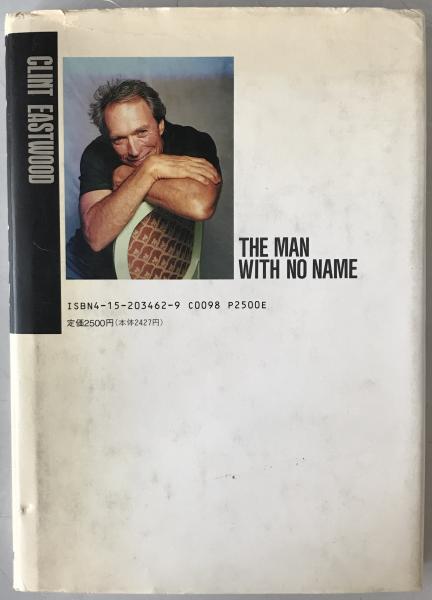 CLINT EASTWOOD
THE MAN
WITH NO NAME
ISBN4-15-203462-9 C0098 P2500E
定価2500円(本体2427円)